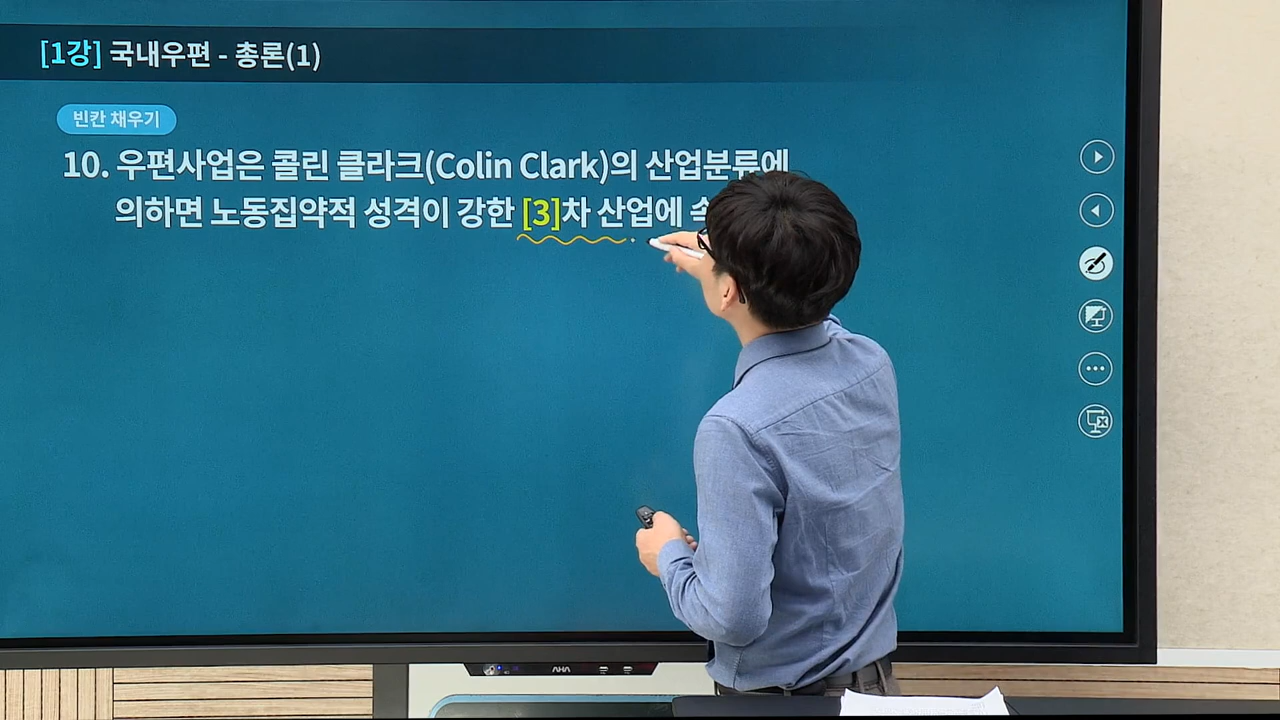 [1강] 국내우편 - 총론(1)
빈칸 채우기
10. 우편사업은 콜린 클라크(Colin Clark)의 산업분류에
의하면 노동집약적 성격이 강한 [3]차 산업에
AHA